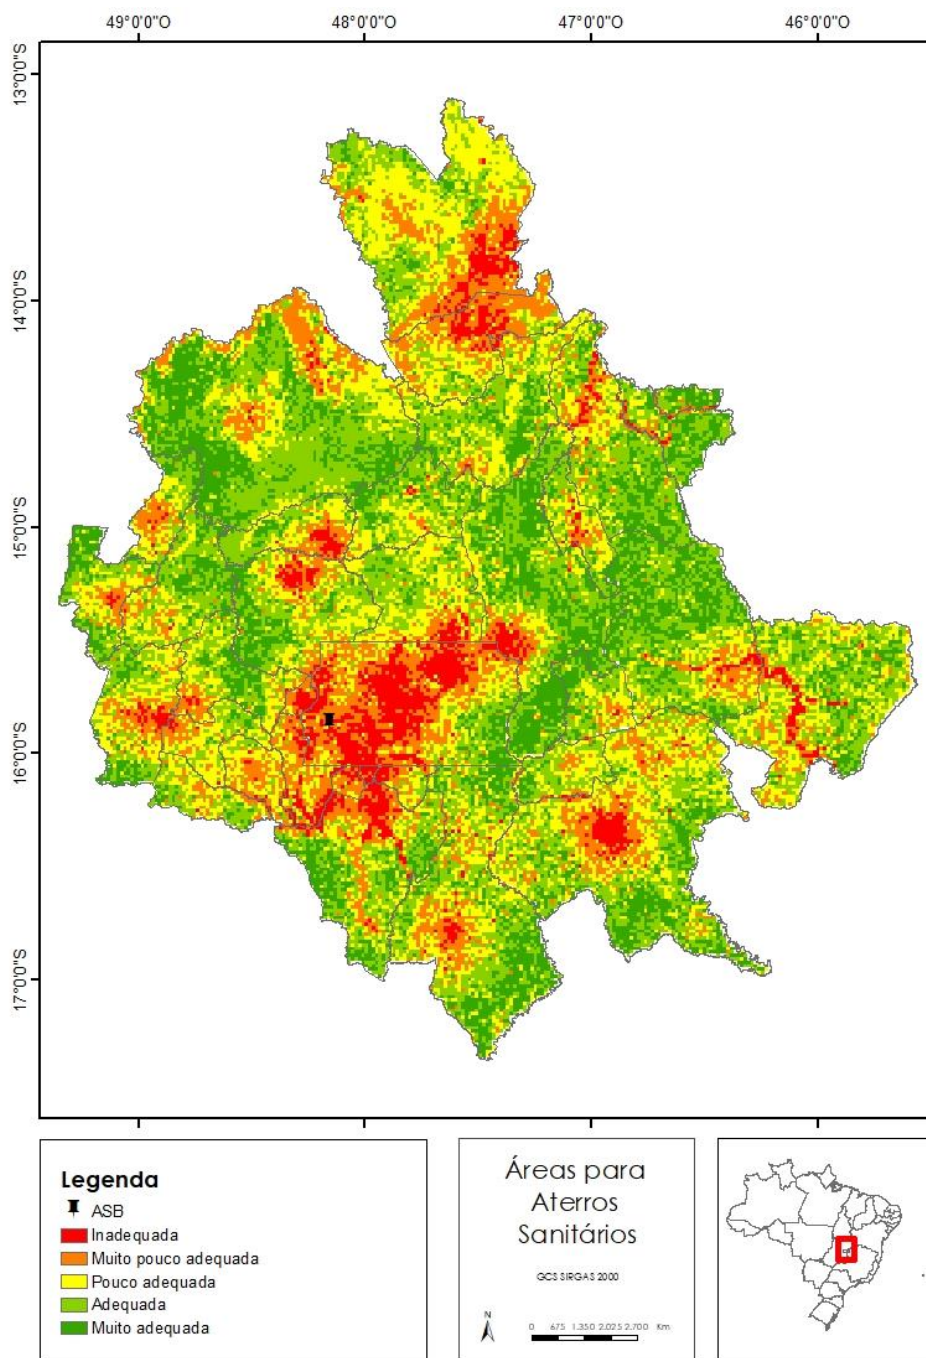 49°0'0"O 48°0'0"O 47°0'0"O 46°0'0"O
13°0'0"S
14°0'0"S
15°0'0"S
16°0'0"S
17°0'0"S
Legenda
ASB
Inadequada
Muito pouco adequada
Pouco adequada
Adequada
Muito adequada
Áreas para
Aterros
Sanitários
GCS SIRGAS 2000
N
0 675 1.350 2.025 2.700 Km